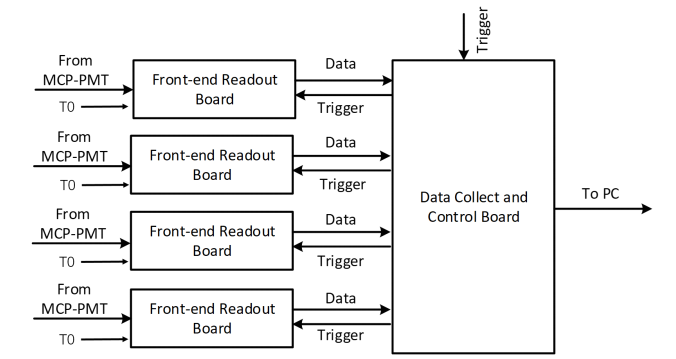 Trigger
From
MCP-PMT
T0
Front-end Readout
Board
Data
Trigger
From
MCP-PMT
T0
Front-end Readout
Board
Data
Trigger
From
MCP-PMT
T0
Front-end Readout
Board
Data
Trigger
From
MCP-PMT
T0
Front-end Readout
Board
Data
Trigger
Data Collect and
Control Board
To PC